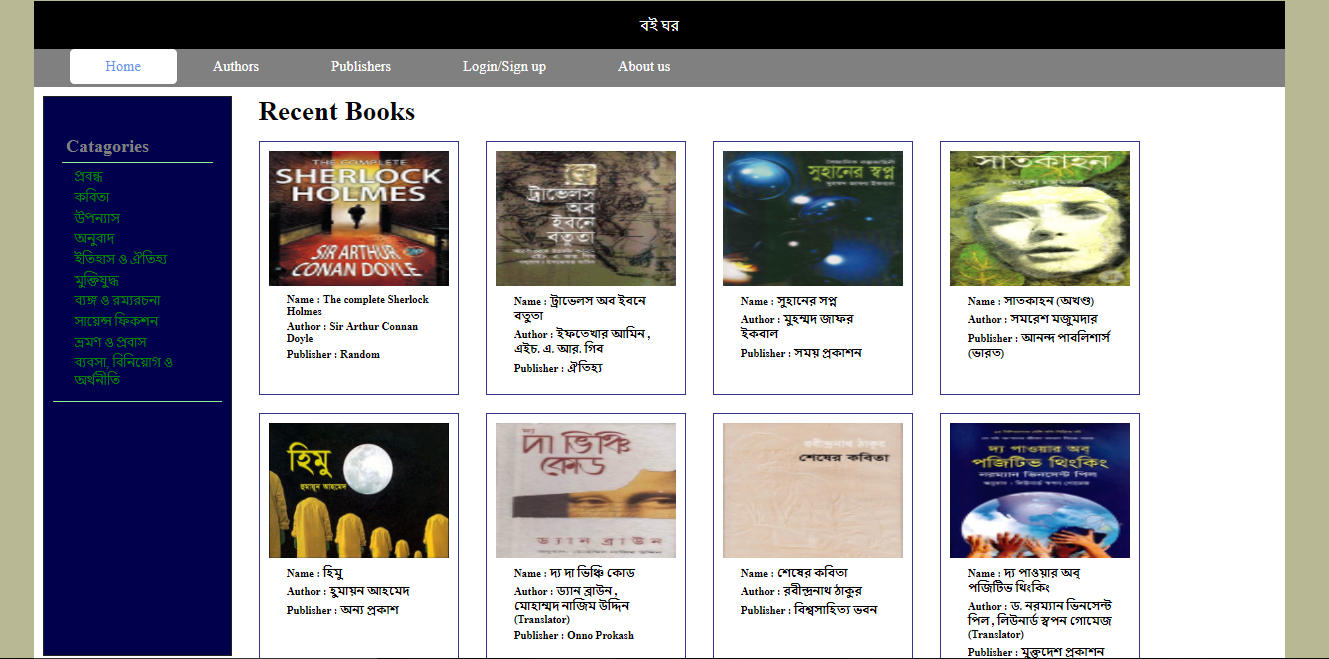 বই ঘর
Home Authors Publishers Login/Sign up About us
Catagories
প্রবন্ধ
কবিতা
উপন্যাস
অনুবাদ
ইতিহাস ও ঐতিহ্য
মুক্তিযুদ্ধ
ব্যঙ্গ ও রম্যরচনা
সায়েন্স ফিকশন
ভ্রমণ ও প্রবাস
ব্যবসা, বিনিয়োগ ও
অর্থনীতি
Recent Books
THE COMPLETE
SHERLOCK
HOLMES
SIR ARTHUR
CONAN DOYLE
Name : The complete Sherlock
Holmes
Author : Sir Arthur Connan
Doyle
Publisher : Random
ট্রাভেলস
অব
ইবনে
বতুতা
Name : ট্রাভেলস অব ইবনে
বতুতা
Author : ইফতেখার আমিন ,
এইচ. এ. আর. গিব
Publisher : ঐতিহ্য
সুহানের স্বপ্ন
মুহম্মদ জাফর ইকবাল
Name : সুহানের সপ্ন
Author : মুহম্মদ জাফর
ইকবাল
Publisher : সময় প্রকাশন
সাতকাহন
Name : সাতকাহন (অখণ্ড)
Author : সমরেশ মজুমদার
Publisher : আনন্দ পাবলিশার্স
(ভারত)
হিমু
হুমায়ূন আহমেদ
Name : হিমু
Author : হুমায়ন আহমেদ
Publisher : অন্য প্রকাশ
দ্য
দা ভিঞ্চি
কোড
ড্যান ব্রাউন
Name : দ্য দা ভিঞ্চি কোড
Author : ড্যান ব্রাউন ,
মোহাম্মদ নাজিম উদ্দিন
(Translator)
Publisher : Onno Prokash
রবীন্দ্রনাথ ঠাকুর
শেষের কবিতা
Name : শেষের কবিতা
Author : রবীন্দ্রনাথ ঠাকুর
Publisher : বিশ্বসাহিত্য ভবন
দ্য পাওয়ার অব্
পজিটিভ থিংকিং
নরম্যান ভিনসেন্ট পিল
Name : দ্য পাওয়ার অব্
পজিটিভ থিংকিং
Author : ড. নরম্যান ভিনসেন্ট
পিল , লিউনার্ড স্বপন গোমেজ
(Translator)
Publisher : মুক্তদেশ প্রকাশন